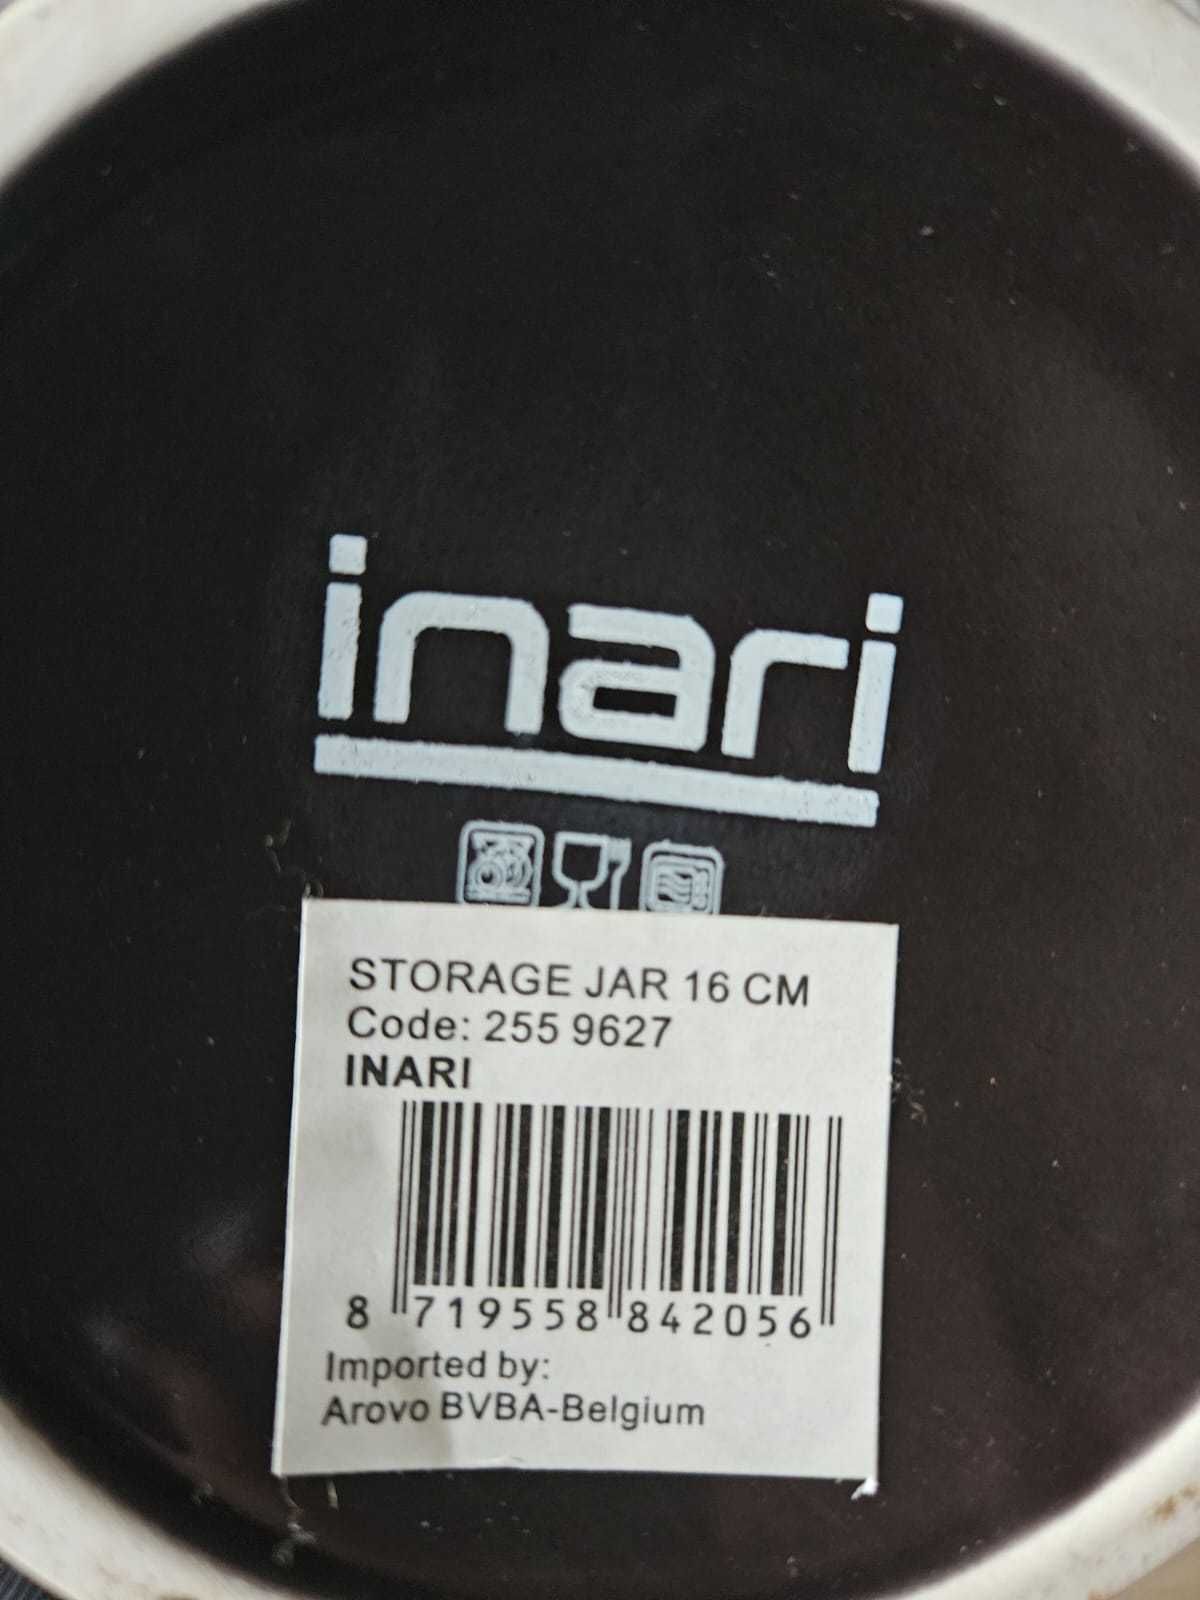 inari
STORAGE JAR 16 CM
Code: 255 9627
INARI
8 719558 842056
Imported by:
Arovo BVBA-Belgium